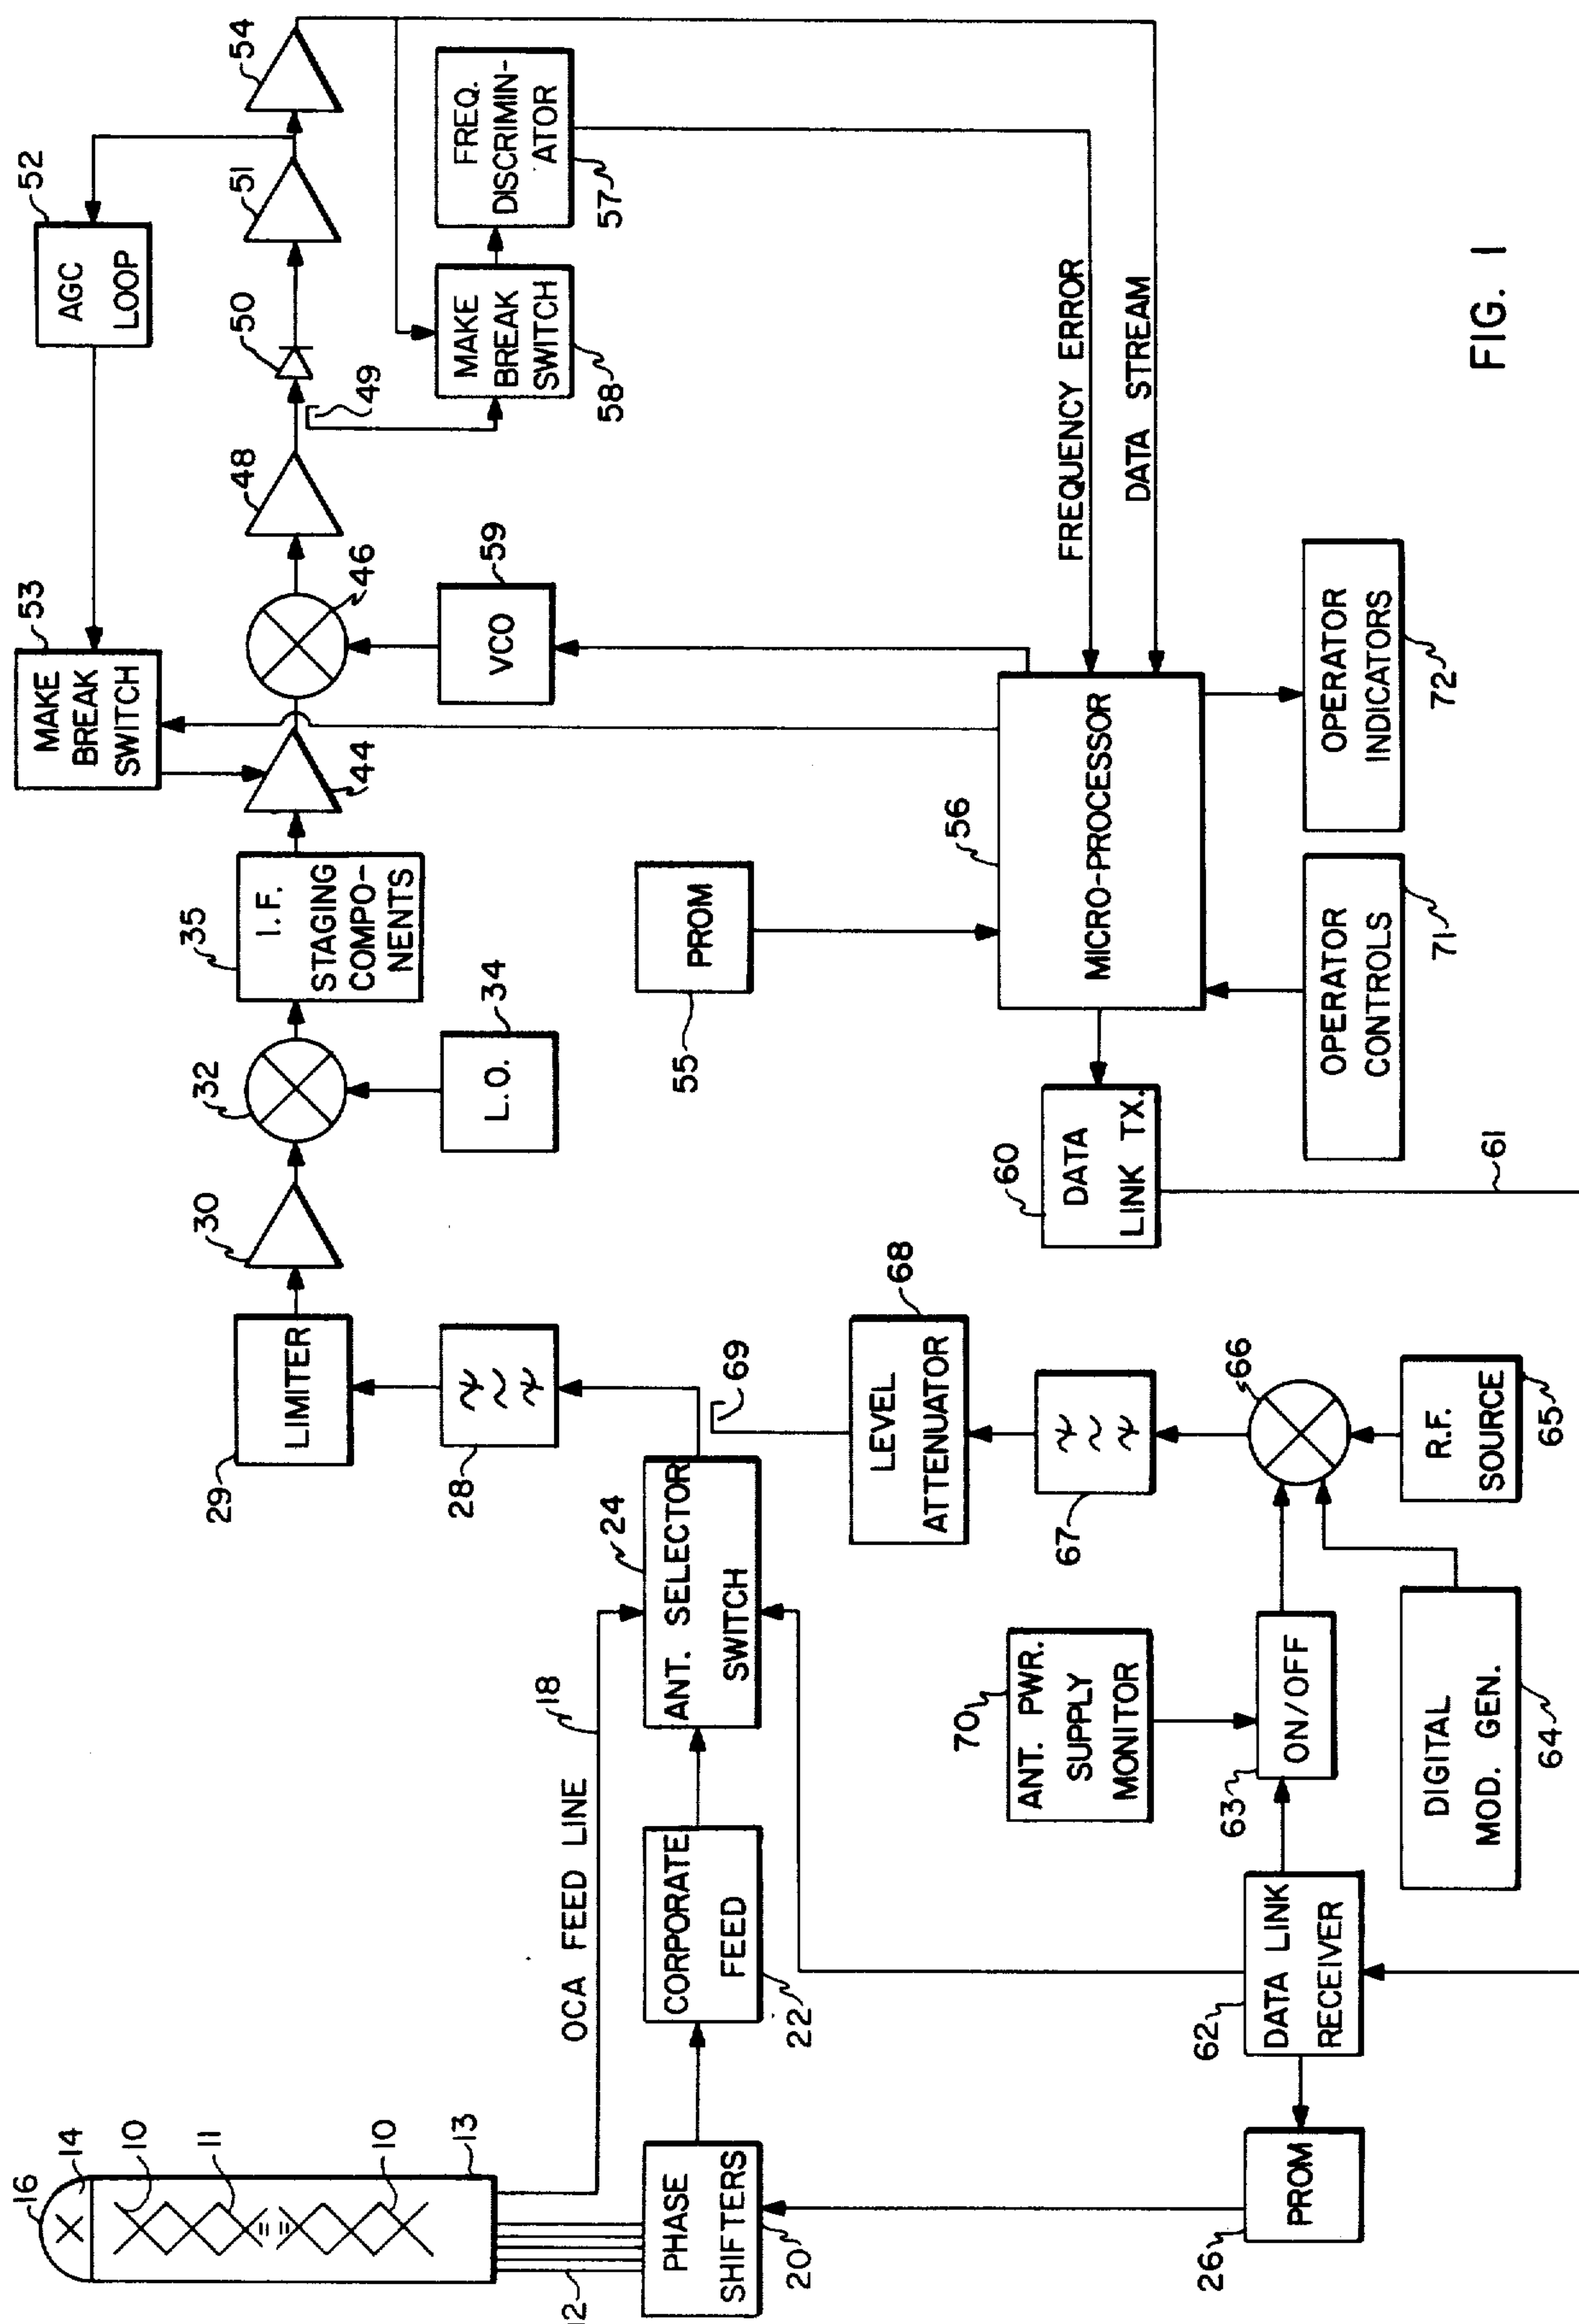 16
14
10
11
10
13
12
PHASE
SHIFTERS
20
OCA FEED LINE
18
CORPORATE
FEED
22
ANT. SELECTOR
SWITCH
24
PROM
26
DATA LINK
RECEIVER
62
ON/OFF
63
ANT. PWR.
SUPPLY
MONITOR
70
DIGITAL
MOD. GEN.
64
R.F.
SOURCE
65
66
67
LEVEL
ATTENUATOR
68
69
28
LIMITER
29
30
32
L.O.
34
I.F.
STAGING
COMPO-
NENTS
35
44
MAKE
BREAK
SWITCH
53
46
VCO
59
48
49
50
51
AGC
LOOP
52
54
MAKE
BREAK
SWITCH
58
FREQ.
DISCRIMIN-
ATOR
57
FREQUENCY ERROR
DATA STREAM
PROM
55
MICRO-PROCESSOR
56
DATA
LINK TX.
60
61
OPERATOR
CONTROLS
71
OPERATOR
INDICATORS
72
FIG. 1